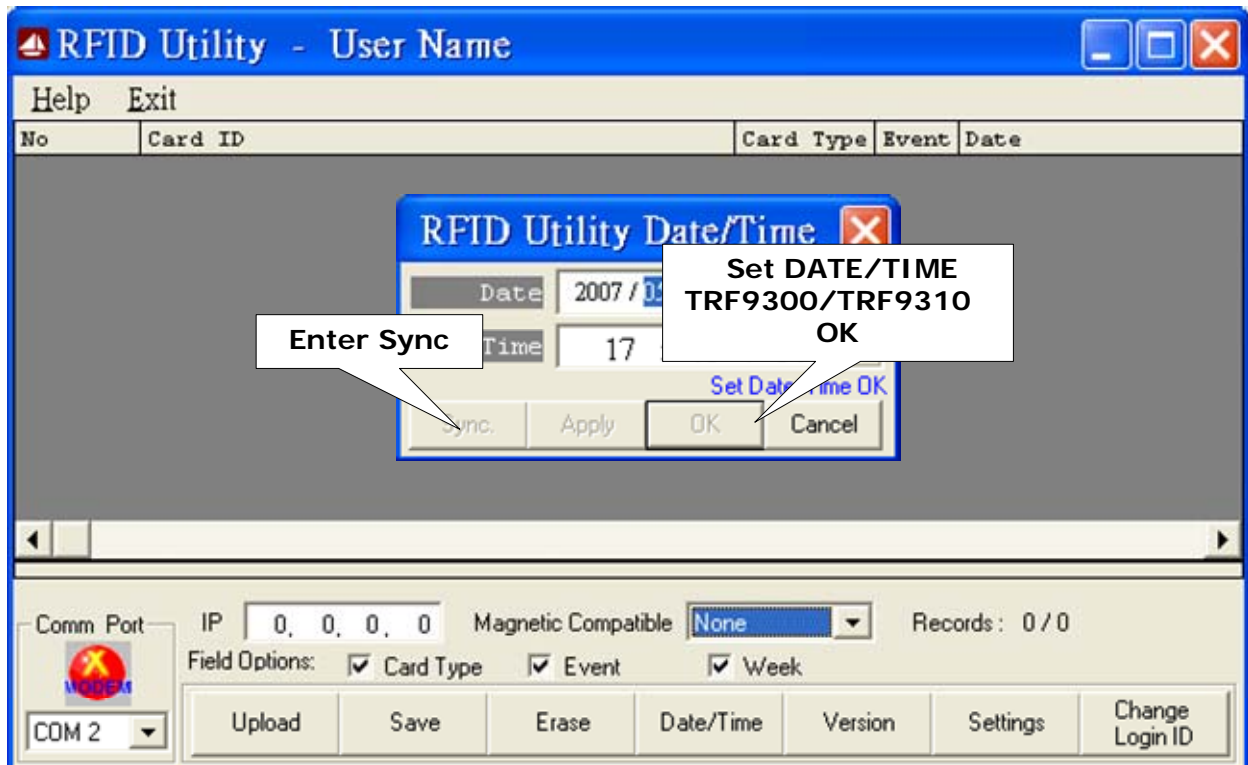 RFID Utility - User Name
Help Exit
No Card ID Card Type Event Date
RFID Utility Date/Time
Set DATE/TIME
TRF9300/TRF9310
OK
Date 2007 /
Enter Sync
Time 17
Set Date/Time OK
Sync. Apply OK Cancel
Comm Port
IP 0. 0. 0. 0 Magnetic Compatible None Records : 0 / 0
X
MODEM
Field Options: Card Type Event Week
COM 2
Upload Save Erase Date/Time Version Settings Change
Login ID